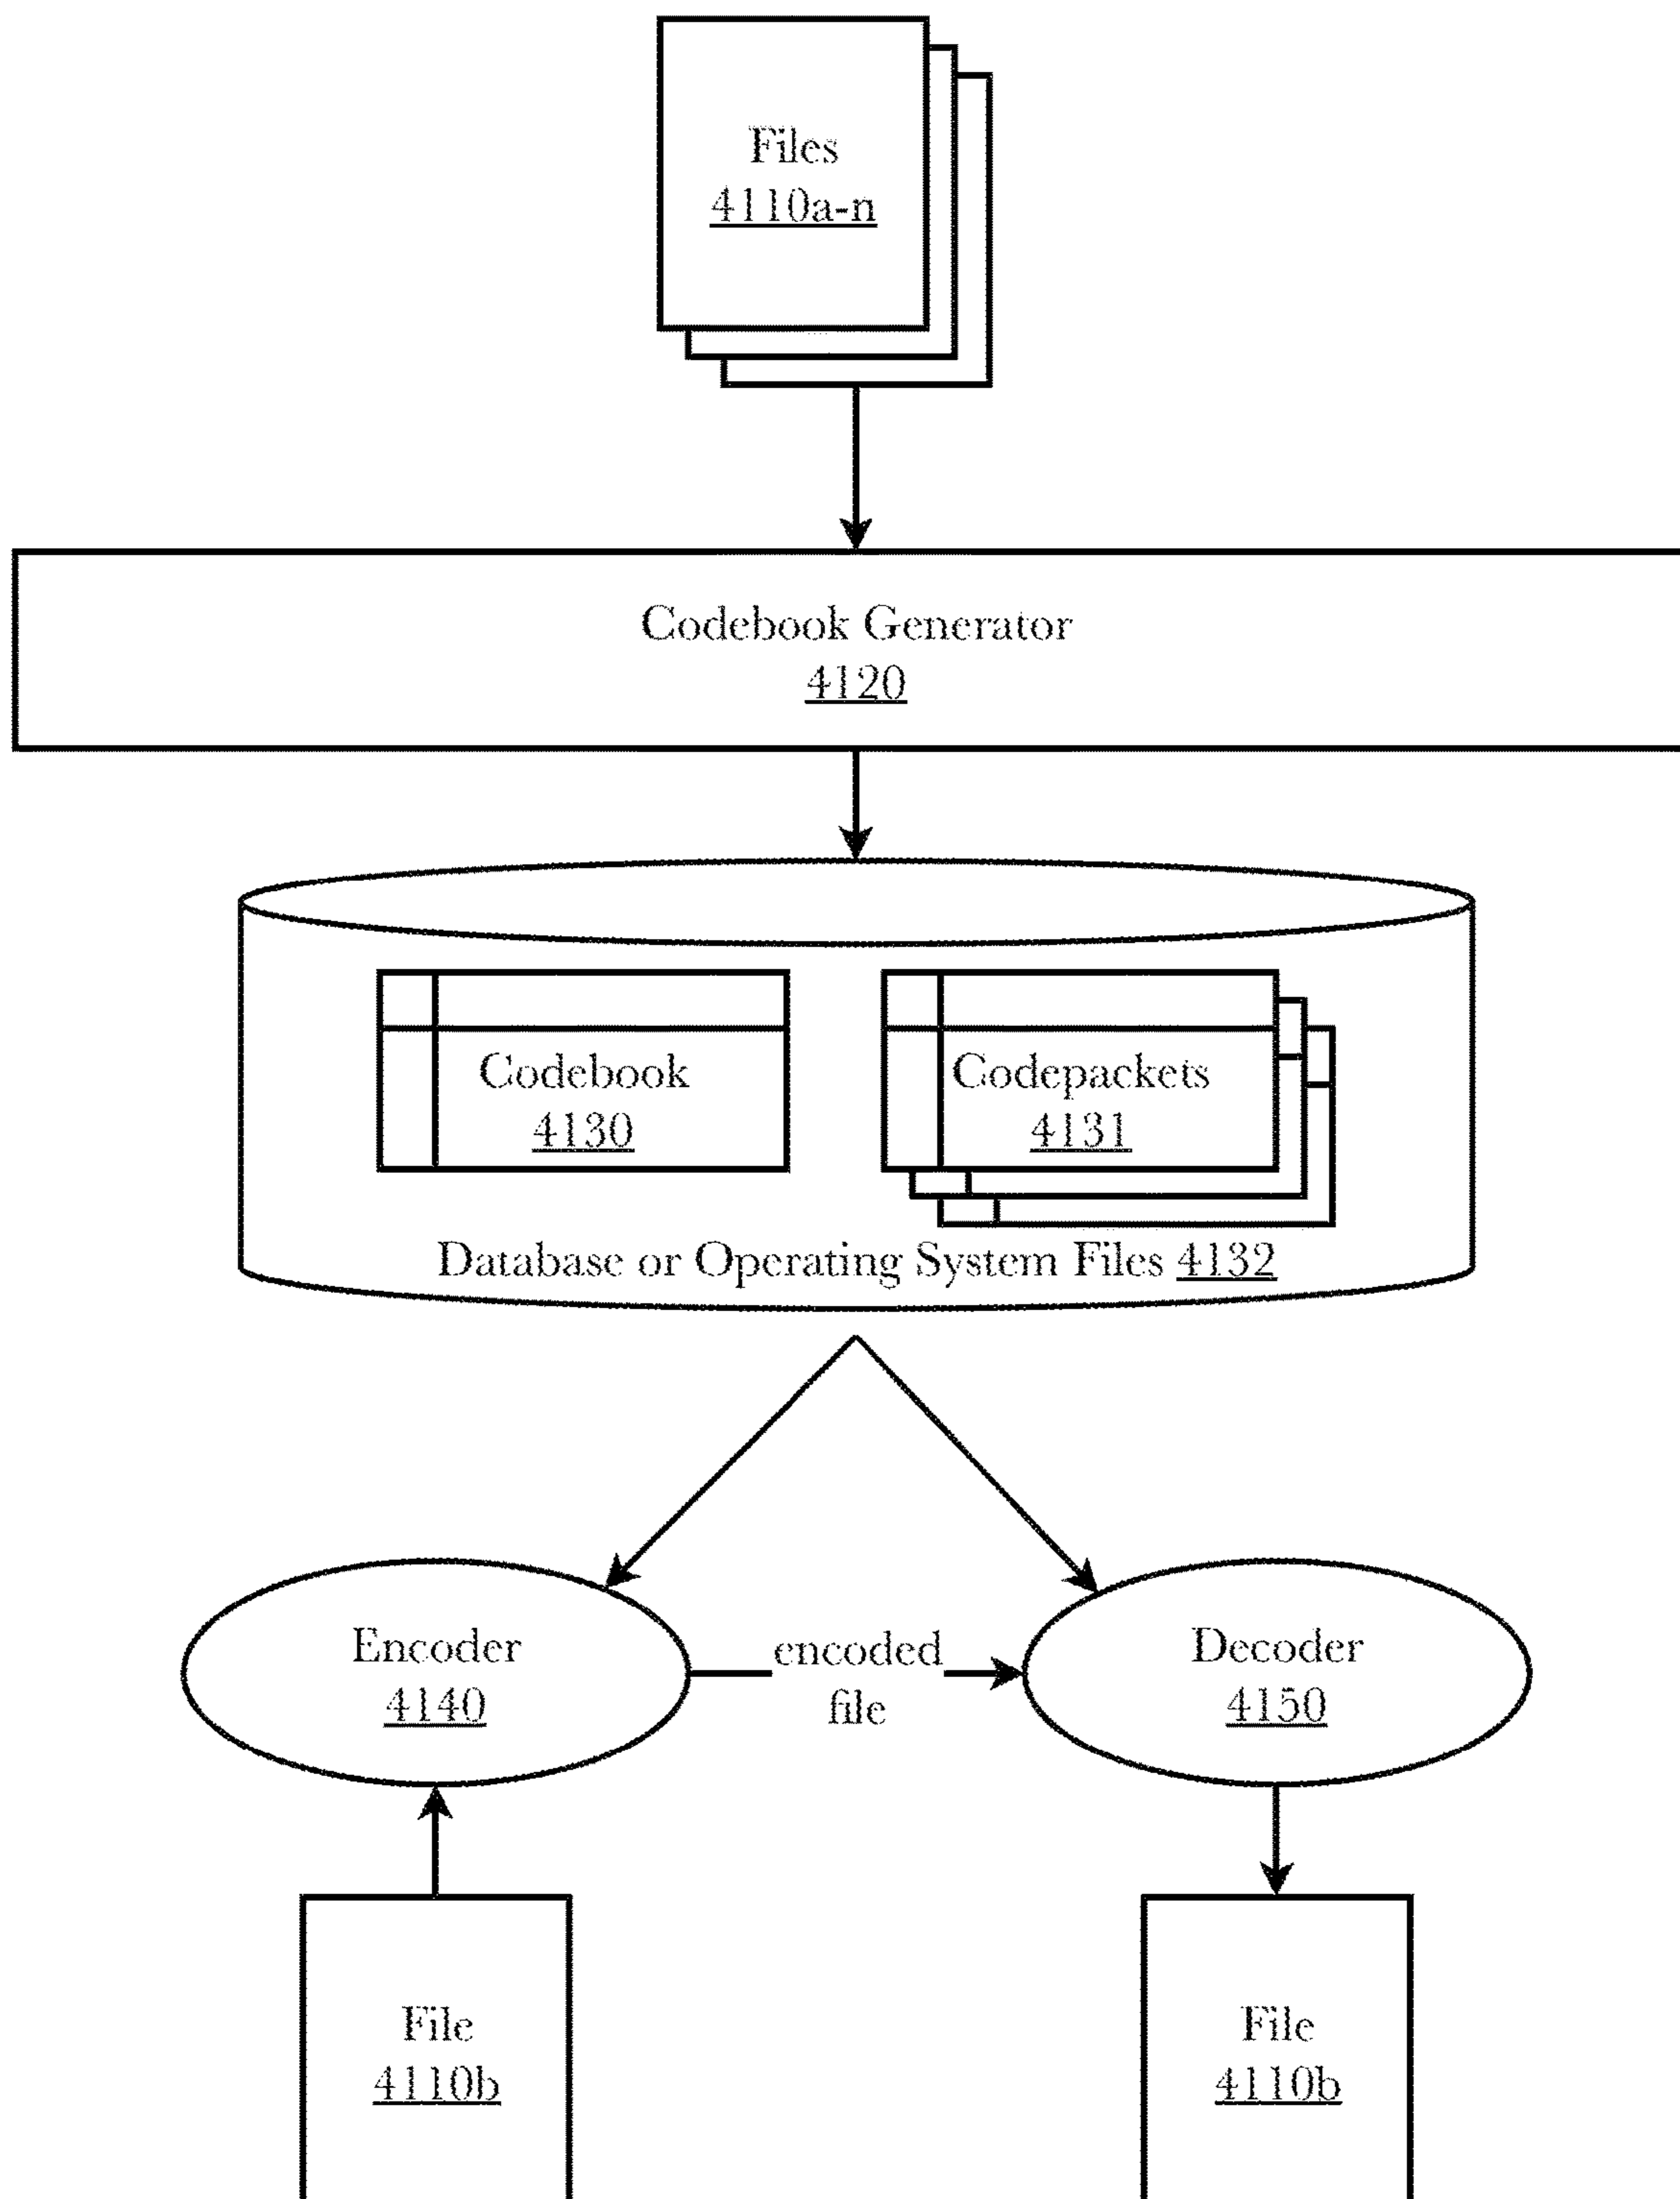 Files
4110a-n
Codebook Generator
4120
Codebook
4130
Codepackets
4131
Database or Operating System Files 4132
Encoder
4140
encoded
file
Decoder
4150
File
4110b
File
4110b